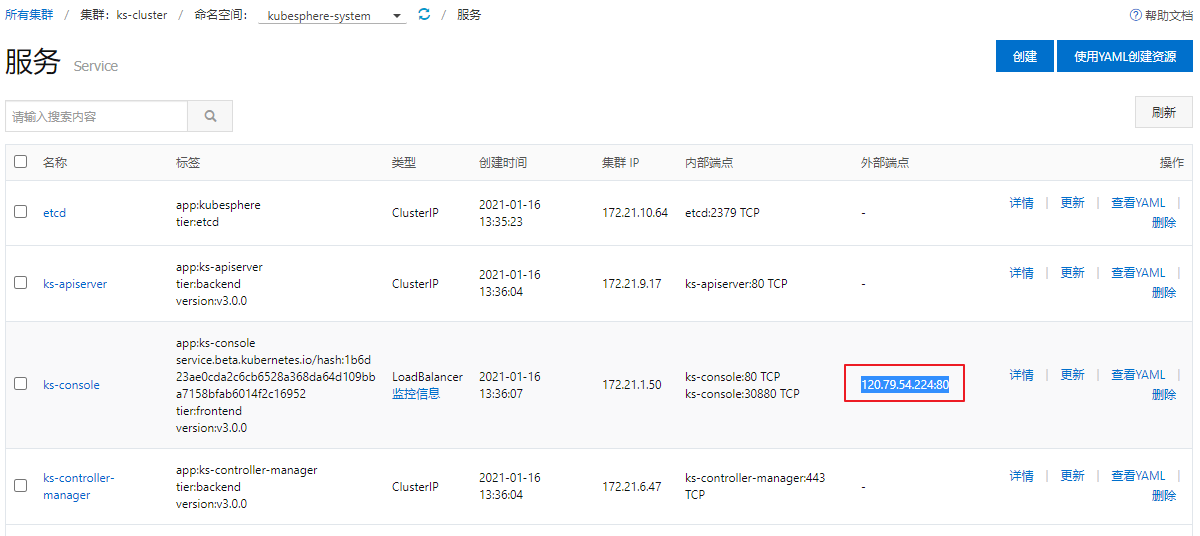 所有集群 / 集群：ks-cluster / 命名空间： kubesphere-system / 服务
帮助文档
服务 Service
创建
使用YAML创建资源
请输入搜索内容
刷新
名称 标签 类型 创建时间 集群 IP 内部端点 外部端点 操作
etcd
app:kubesphere
tier:etcd
ClusterIP
2021-01-16
13:35:23
172.21.10.64
etcd:2379 TCP
-
详情 | 更新 | 查看YAML |
删除
ks-apiserver
app:ks-apiserver
tier:backend
version:v3.0.0
ClusterIP
2021-01-16
13:36:04
172.21.9.17
ks-apiserver:80 TCP
-
详情 | 更新 | 查看YAML |
删除
ks-console
app:ks-console
service.beta.kubernetes.io/hash:1b6d
23ae0cda2c6cb6528a368da64d109bb
a7158bfab6014f2c16952
tier:frontend
version:v3.0.0
LoadBalancer
监控信息
2021-01-16
13:36:07
172.21.1.50
ks-console:80 TCP
ks-console:30880 TCP
120.79.54.224:80
详情 | 更新 | 查看YAML |
删除
ks-controller-
manager
app:ks-controller-manager
tier:backend
version:v3.0.0
ClusterIP
2021-01-16
13:36:04
172.21.6.47
ks-controller-manager:443
TCP
-
详情 | 更新 | 查看YAML |
删除